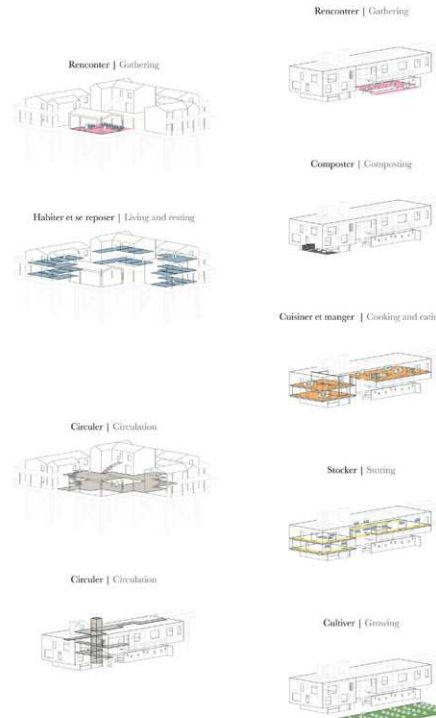 Renconter | Gathering
Habiter et se reposer | Living and resting
Circuler | Circulation
Circuler | Circulation
Rencontrer | Gathering
Composter | Composting
Cuisiner et manger | Cooking and eatin
Stocker | Storing
Cultiver | Growing